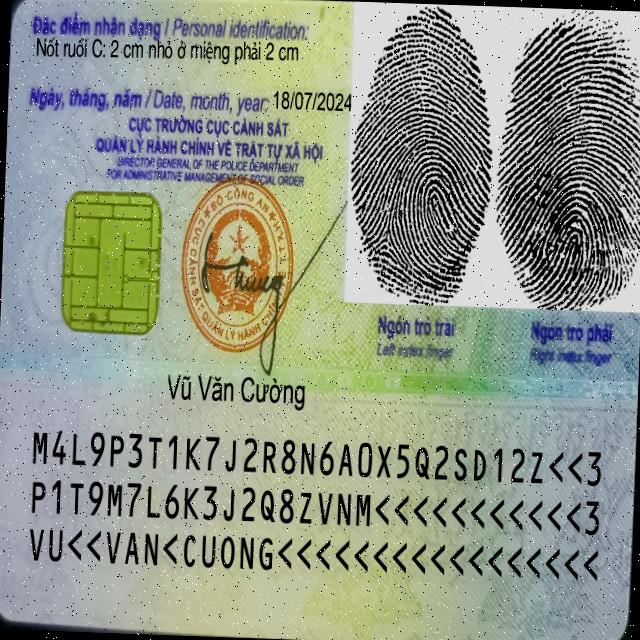 Đặc điểm nhân dạng / Personal identification:
Nốt ruồi C: 2 cm nhỏ ở miệng phải 2 cm
Ngày, tháng, năm / Date, month, year: 18/07/2024
CỤC TRƯỞNG CỤC CẢNH SÁT
QUẢN LÝ HÀNH CHÍNH VỀ TRẬT TỰ XÃ HỘI
DIRECTOR GENERAL OF THE POLICE DEPARTMENT
FOR ADMINISTRATIVE MANAGEMENT OF SOCIAL ORDER
BỘ CÔNG AN
CỤC CẢNH SÁT
QUẢN LÝ HÀNH CHÍNH
Ngón trỏ trái
Left index finger
Ngón trỏ phải
Right index finger
Vũ Văn Cường
M4L9P3T1K7J2R8N6A0X5Q2SD12Z<<3
P1T9M7L6K3J2Q8ZVNM<<<<<<<<<<<3
VU<<VAN<CUONG<<<<<<<<<<<<<<<<<